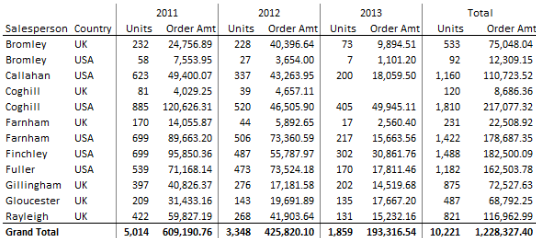 2011 2012 2013 Total
Salesperson Country Units Order Amt Units Order Amt Units Order Amt Units Order Amt
Bromley UK 232 24,756.89 228 40,396.64 73 9,894.51 533 75,048.04
Bromley USA 58 7,553.95 27 3,654.00 7 1,101.20 92 12,309.15
Callahan USA 623 49,400.07 337 43,263.95 200 18,059.50 1,160 110,723.52
Coghill UK 81 4,029.25 39 4,657.11 120 8,686.36
Coghill USA 885 120,626.31 520 46,505.90 405 49,945.11 1,810 217,077.32
Farnham UK 170 14,055.87 44 5,892.65 17 2,560.40 231 22,508.92
Farnham USA 699 89,663.20 506 73,360.59 217 15,663.56 1,422 178,687.35
Finchley USA 699 95,850.36 487 55,787.97 302 30,861.76 1,488 182,500.09
Fuller USA 539 71,168.14 473 73,524.18 170 17,811.46 1,182 162,503.78
Gillingham UK 397 40,826.37 276 17,181.58 202 14,519.68 875 72,527.63
Gloucester UK 209 31,433.16 143 19,691.89 135 17,667.20 487 68,792.25
Rayleigh UK 422 59,827.19 268 41,903.64 131 15,232.16 821 116,962.99
Grand Total 5,014 609,190.76 3,348 425,820.10 1,859 193,316.54 10,221 1,228,327.40